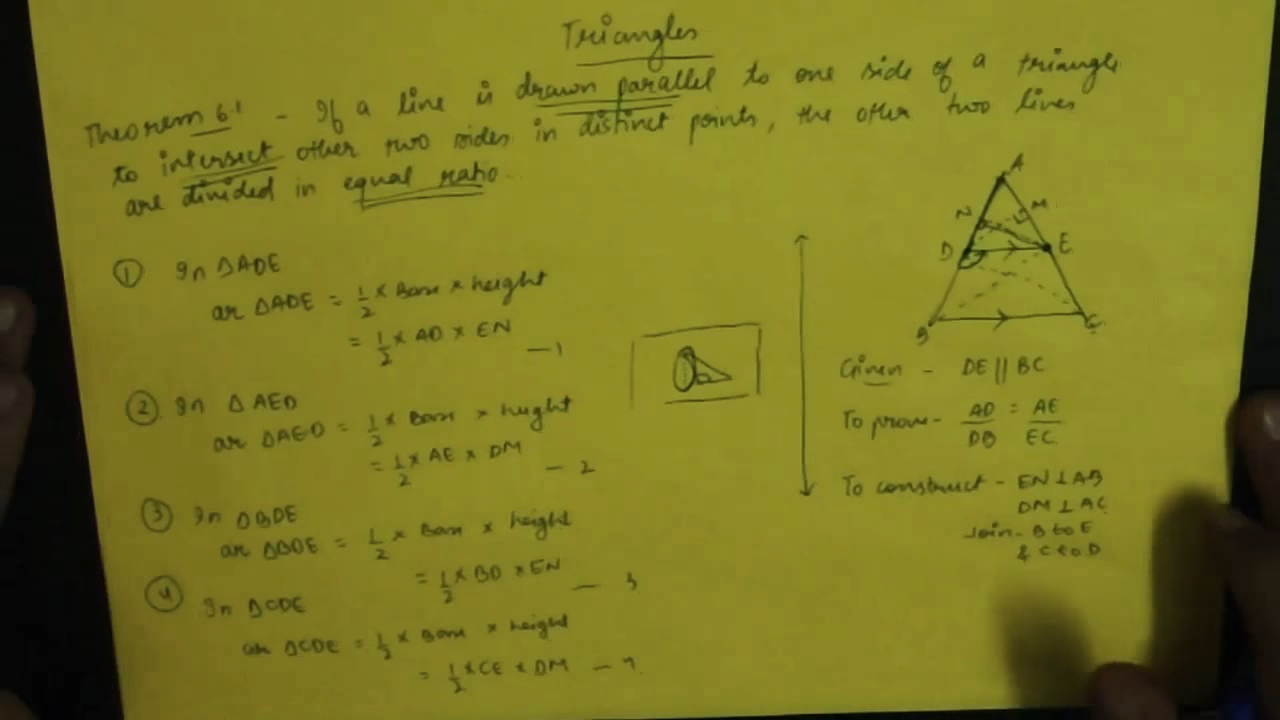 Triangles
Theorem 6.1 - If a line is drawn parallel to one side of a triangle
to intersect other two sides in distinct points, the other two lines
are divided in equal ratio.
① In ΔADE
ar ΔADE = 1/2 × Base × height
= 1/2 × AD × EN — 1
② In ΔAED
ar ΔAED = 1/2 × Base × height
= 1/2 × AE × DM — 2
③ In ΔBDE
ar ΔBDE = 1/2 × Base × height
= 1/2 × BD × EN — 3
④ In ΔCDE
ar ΔCDE = 1/2 × Base × height
= 1/2 × CE × DM — 4
A
N M
D E
B C
Given - DE || BC
To prove - AD/DB = AE/EC
To construct - EN ⊥ AB
DM ⊥ AC
Join - B to E
& C to D